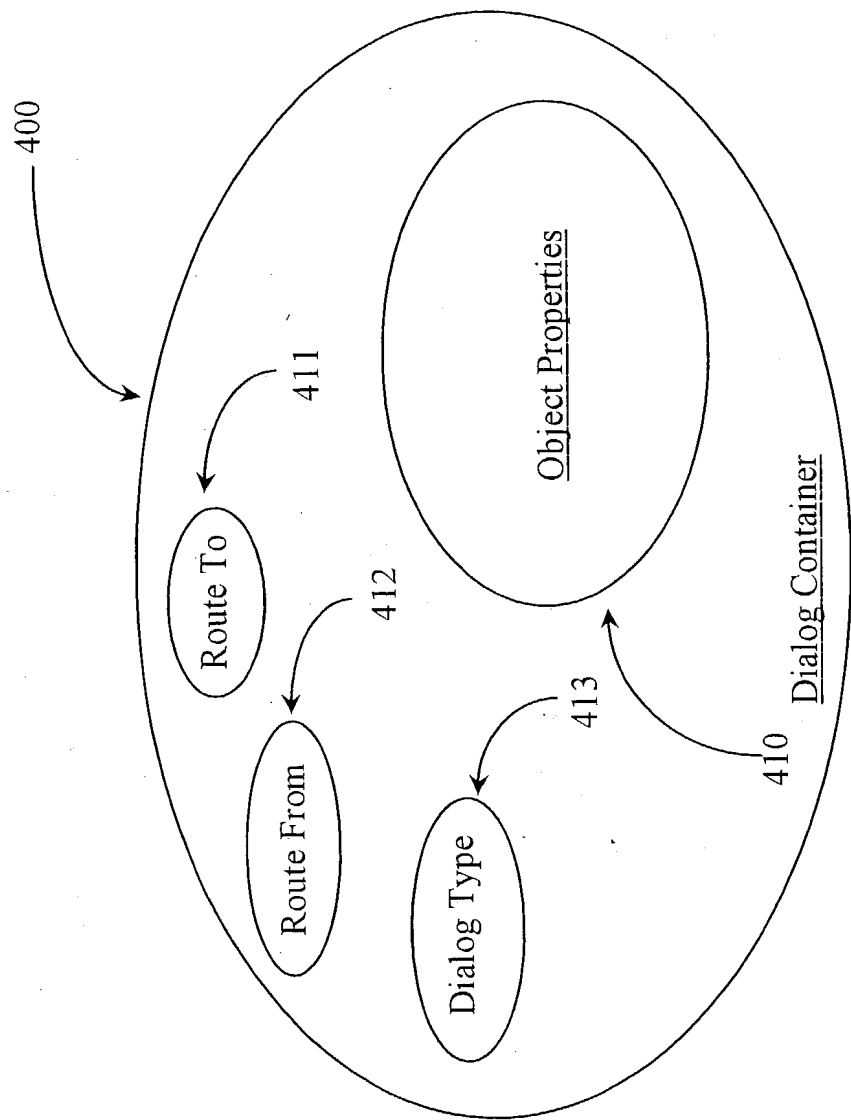 400
Route To
411
Route From
412
Dialog Type
413
Object Properties
410
Dialog Container